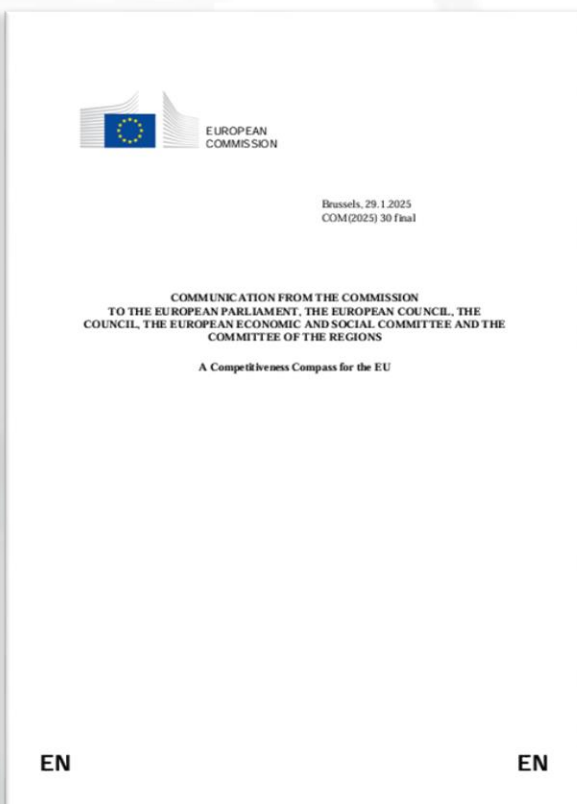 EUROPEAN
COMMISSION
Brussels, 29.1.2025
COM(2025) 30 final
COMMUNICATION FROM THE COMMISSION
TO THE EUROPEAN PARLIAMENT, THE EUROPEAN COUNCIL, THE
COUNCIL, THE EUROPEAN ECONOMIC AND SOCIAL COMMITTEE AND THE
COMMITTEE OF THE REGIONS
A Competitiveness Compass for the EU
EN EN